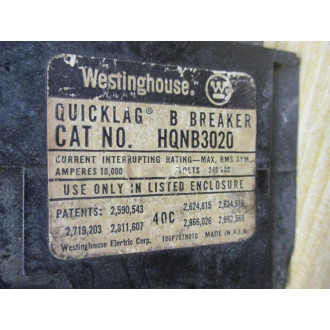 Westinghouse W
QUICKLAG® B BREAKER
CAT NO. HQNB3020
CURRENT INTERRUPTING RATING—MAX, RMS SYM.
AMPERES 10,000 VOLTS 240
USE ONLY IN LISTED ENCLOSURE
PATENTS: 2,590,543 2,624,815
2,719,203 2,811,607 40C 2,866,026
Westinghouse Electric Corp. MADE IN U.S.A.